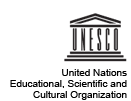 UNESCO
United Nations
Educational, Scientific and
Cultural Organization